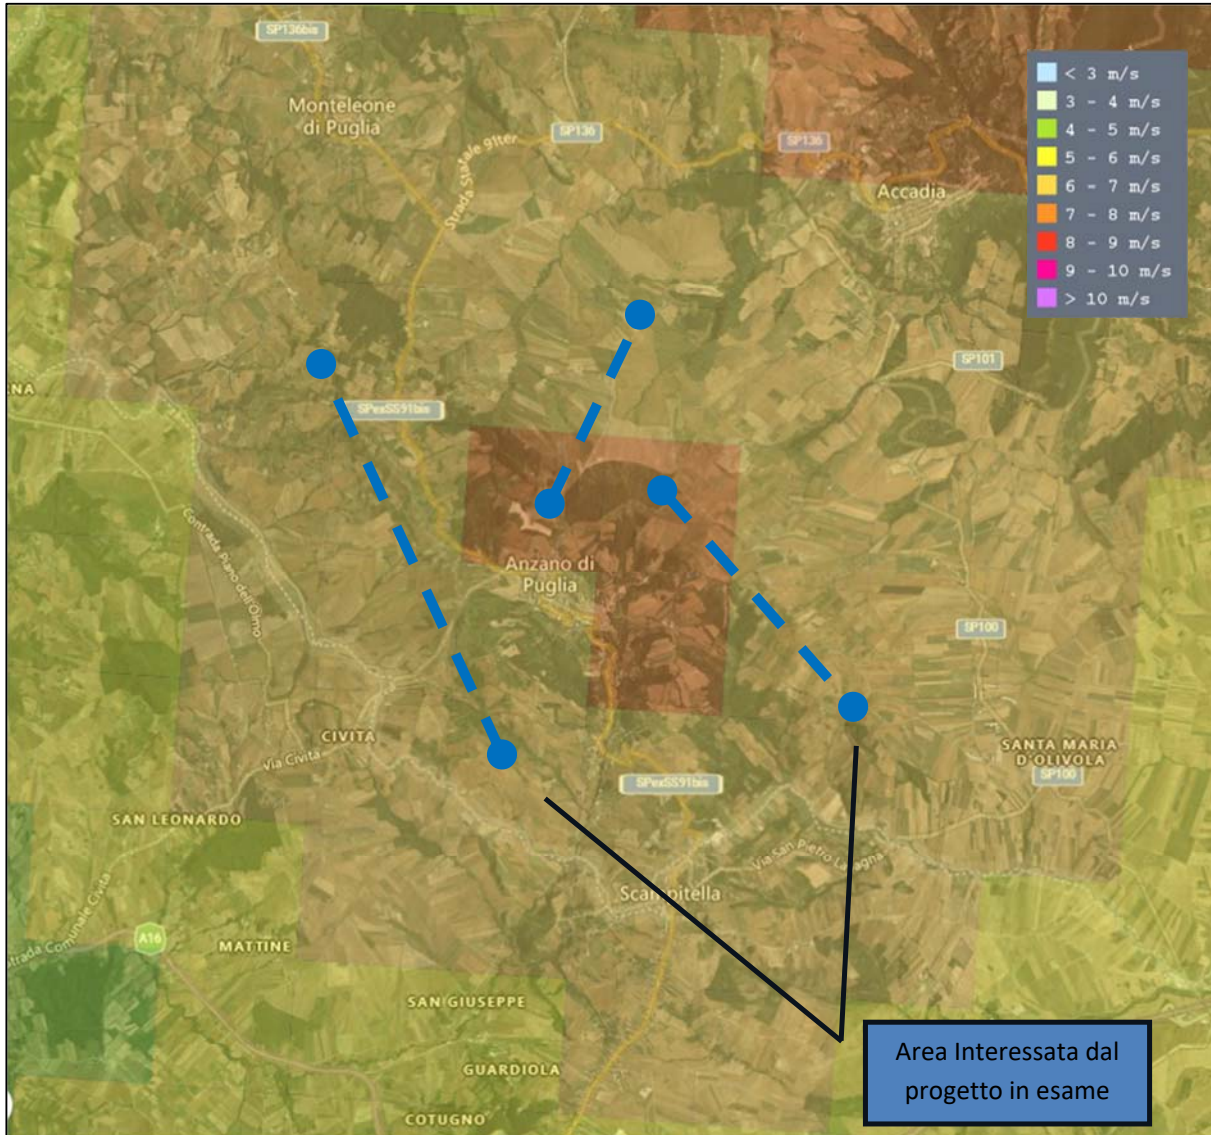 SP136bis
Monteleone
di Puglia
Strada Statale 91ter
SP136
SP136
Accadia
< 3 m/s
3 - 4 m/s
4 - 5 m/s
5 - 6 m/s
6 - 7 m/s
7 - 8 m/s
8 - 9 m/s
9 - 10 m/s
> 10 m/s
SP101
RNA
SPexSS91bis
Contrada Piano dell'Olmo
Anzano di
Puglia
SP100
CIVITA
Via Civita
SANTA MARIA
D'OLIVOLA
SP100
SPexSS91bis
SAN LEONARDO
Via San Pietro
Scampitella
Strada Comunale Civita
A16
MATTINE
SAN GIUSEPPE
GUARDIOLA
COTUGNO
Area Interessata dal
progetto in esame